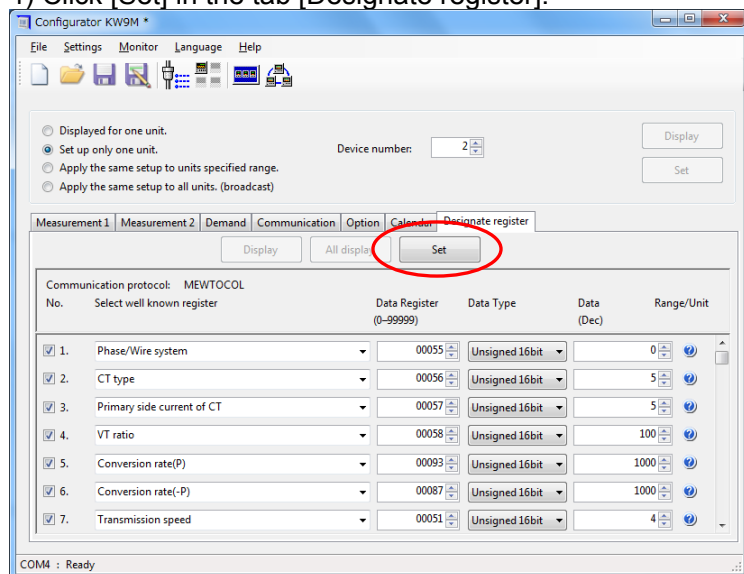 1) Click [Set] in the tab [Designate register].
Configurator KW9M *
File Settings Monitor Language Help
Displayed for one unit.
Set up only one unit.
Apply the same setup to units specified range.
Apply the same setup to all units. (broadcast)
Device number: 2
Display
Set
Measurement 1 Measurement 2 Demand Communication Option Calendar Designate register
Display All display Set
Communication protocol: MEWTOCOL
No. Select well known register Data Register Data Type Data Range/Unit
(0-99999) (Dec)
1. Phase/Wire system 00055 Unsigned 16bit 0
2. CT type 00056 Unsigned 16bit 5
3. Primary side current of CT 00057 Unsigned 16bit 5
4. VT ratio 00058 Unsigned 16bit 100
5. Conversion rate(P) 00093 Unsigned 16bit 1000
6. Conversion rate(-P) 00087 Unsigned 16bit 1000
7. Transmission speed 00051 Unsigned 16bit 4
COM4 : Ready